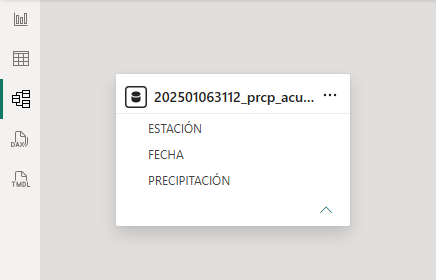 202501063112_prcp_acu...
ESTACIÓN
FECHA
PRECIPITACIÓN
DAX
TMDL